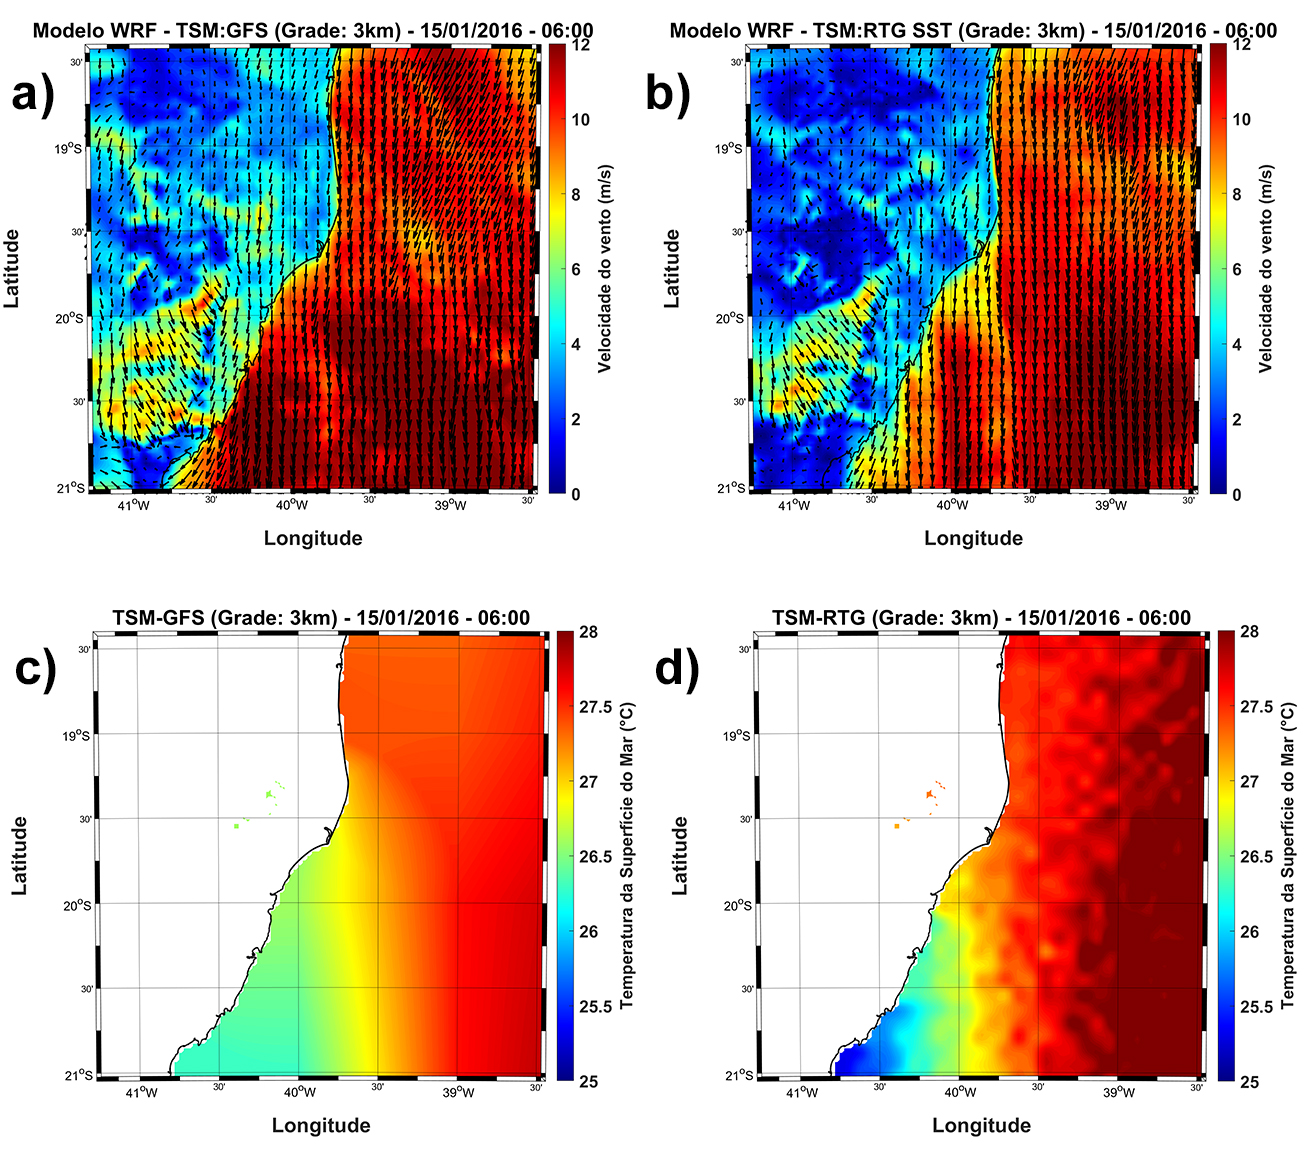 Modelo WRF - TSM:GFS (Grade: 3km) - 15/01/2016 - 06:00
a)
30'
19°S
30'
20°S
30'
21°S
41°W
30'
40°W
30'
39°W
30'
Latitude
Longitude
12
10
8
6
4
2
0
Velocidade do vento (m/s)
Modelo WRF - TSM:RTG SST (Grade: 3km) - 15/01/2016 - 06:00
b)
30'
19°S
30'
20°S
30'
21°S
41°W
30'
40°W
30'
39°W
30'
Latitude
Longitude
12
10
8
6
4
2
0
Velocidade do vento (m/s)
TSM-GFS (Grade: 3km) - 15/01/2016 - 06:00
c)
30'
19°S
30'
20°S
30'
21°S
41°W
30'
40°W
30'
39°W
30'
Latitude
Longitude
28
27.5
27
26.5
26
25.5
25
Temperatura da Superfície do Mar (°C)
TSM-RTG (Grade: 3km) - 15/01/2016 - 06:00
d)
30'
19°S
30'
20°S
30'
21°S
41°W
30'
40°W
30'
39°W
30'
Latitude
Longitude
28
27.5
27
26.5
26
25.5
25
Temperatura da Superfície do Mar (°C)